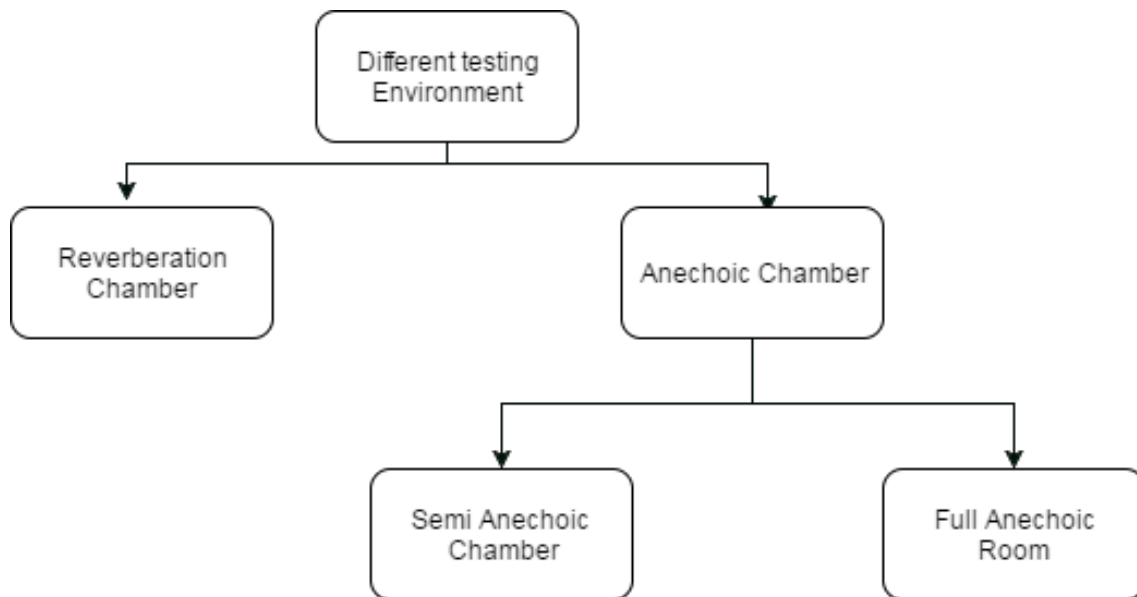 Different testing
Environment
Reverberation
Chamber
Anechoic Chamber
Semi Anechoic
Chamber
Full Anechoic
Room